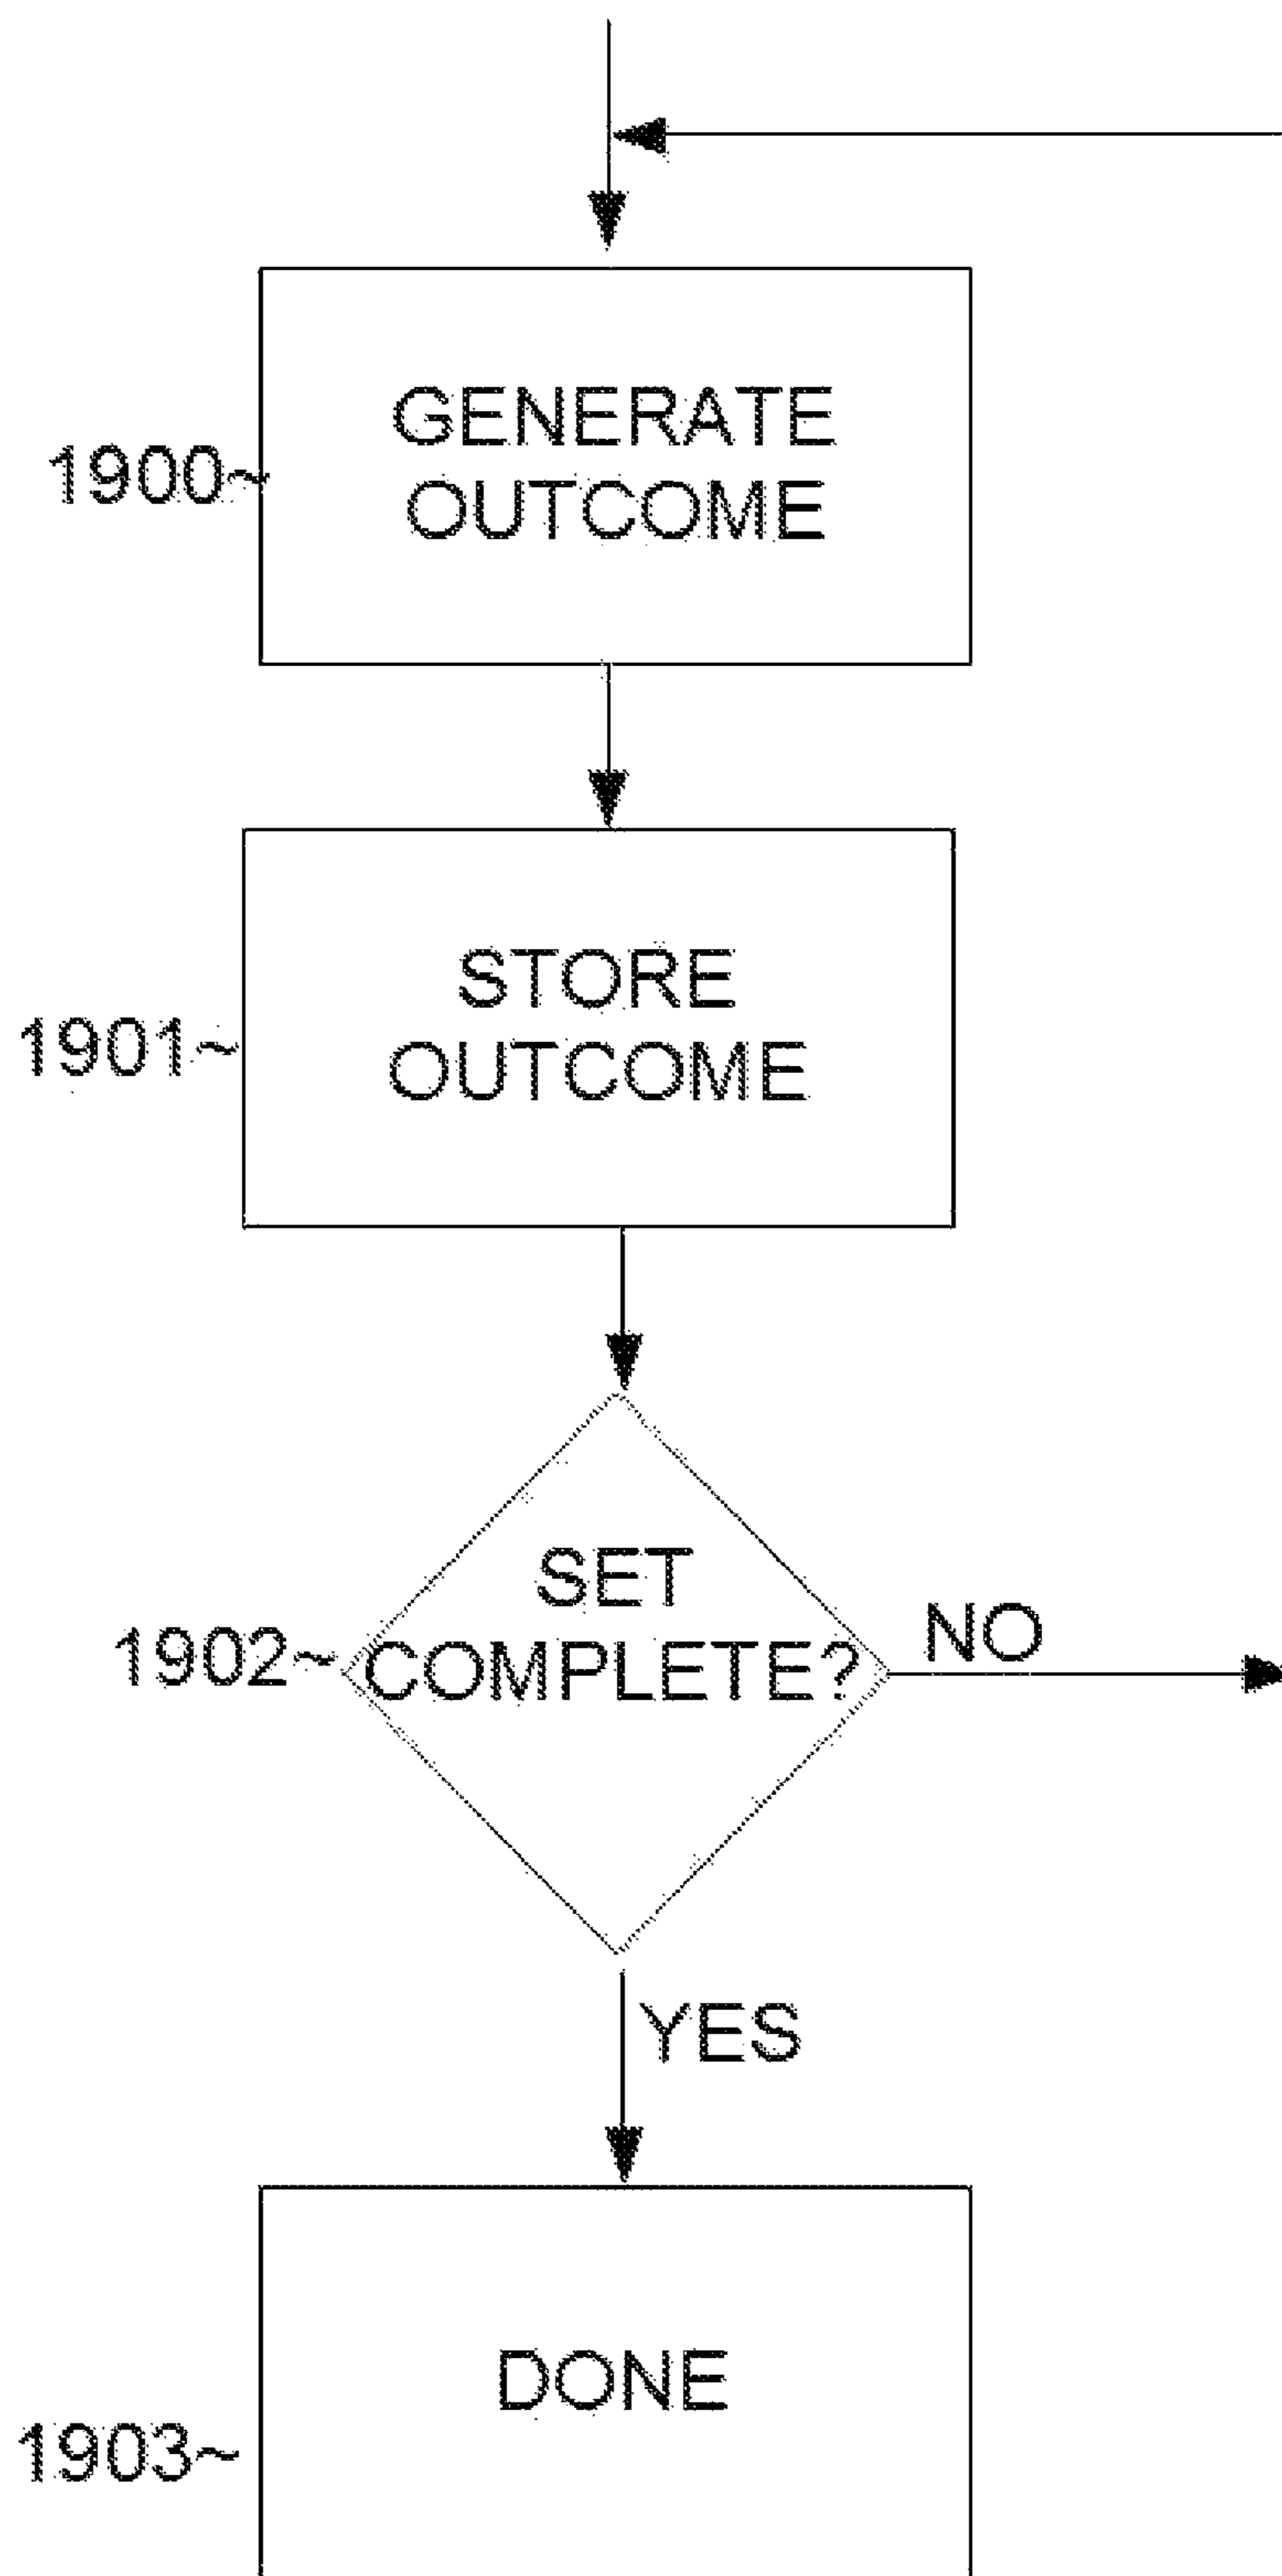 GENERATE
OUTCOME
1900~
STORE
OUTCOME
1901~
SET
COMPLETE?
1902~
NO
YES
DONE
1903~